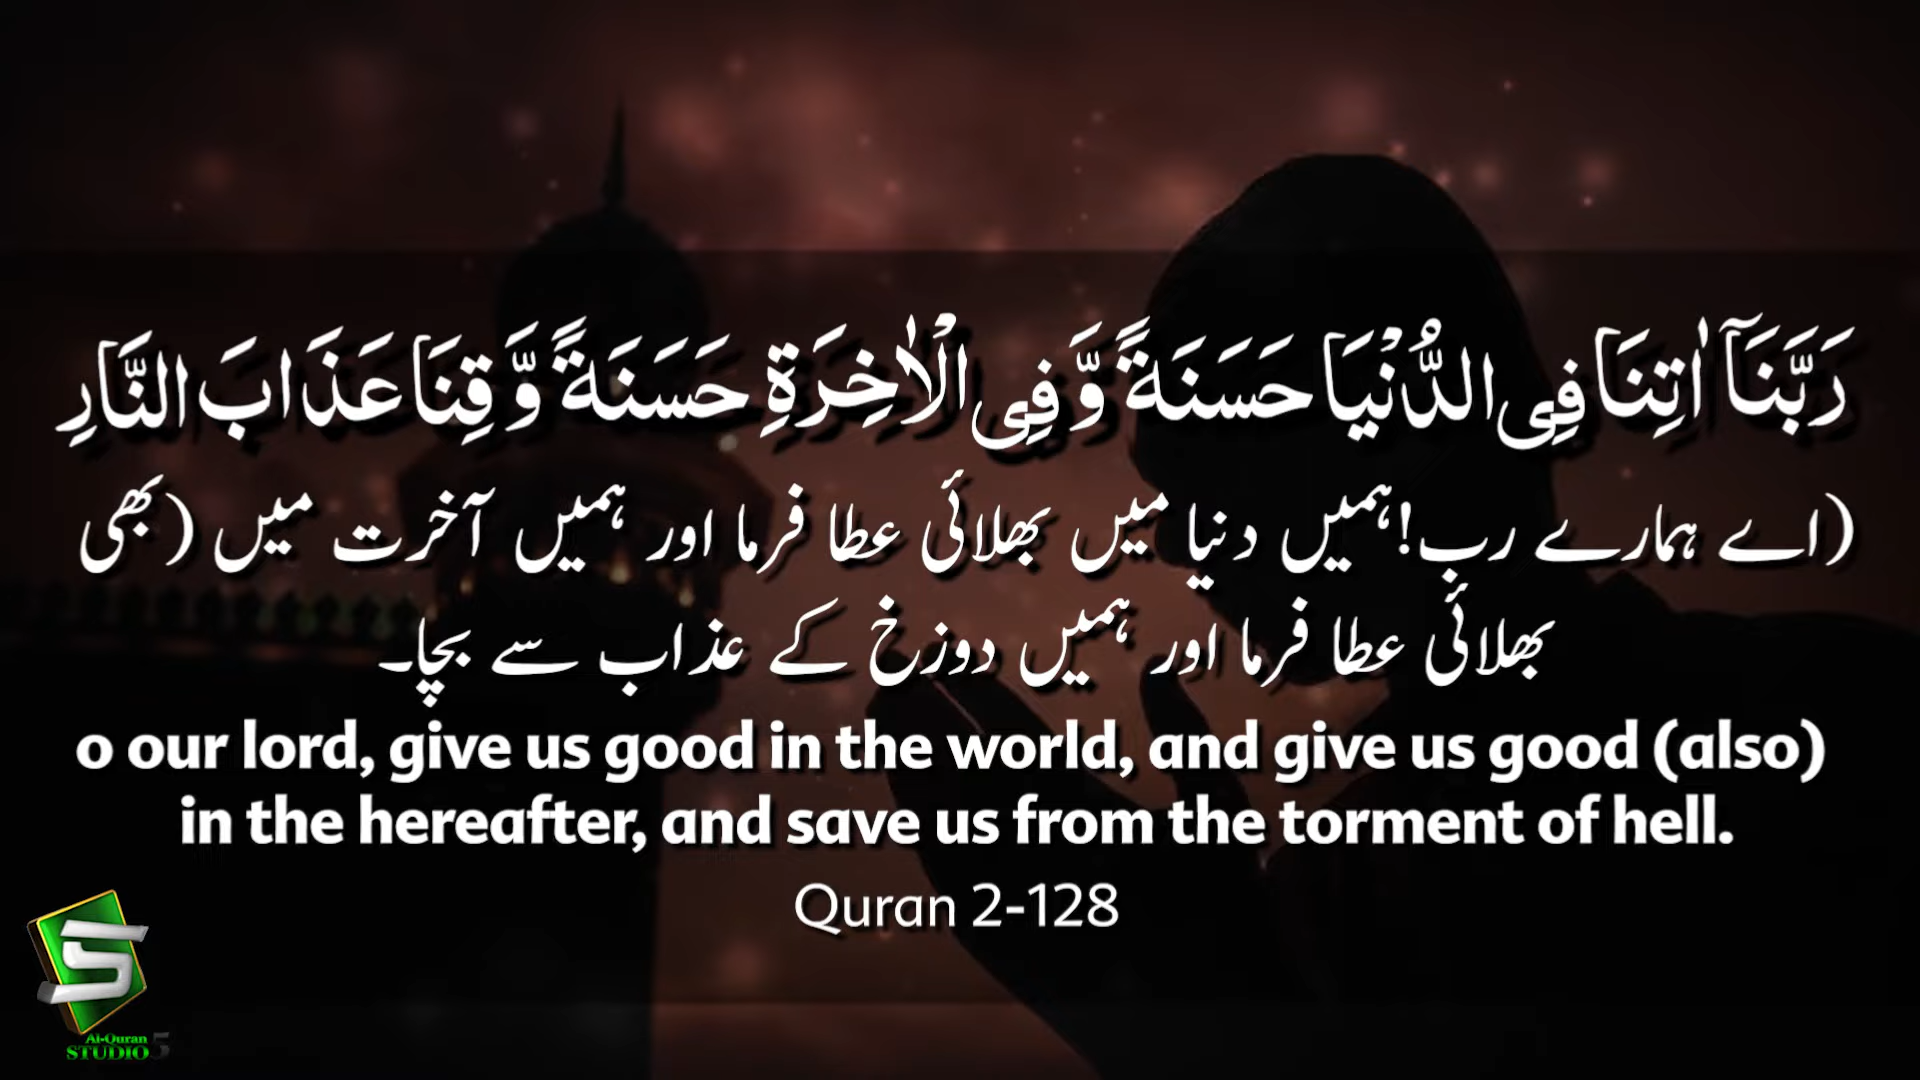 رَبَّنَآ اٰتِنَا فِی الدُّنْیَا حَسَنَةً وَّفِی الْاٰخِرَةِ حَسَنَةً وَّقِنَا عَذَابَ النَّارِ
(اے ہمارے رب!ہمیں دنیا میں بھلائی عطا فرما اور ہمیں آخرت میں (بھی
بھلائی عطا فرما اور ہمیں دوزخ کے عذاب سے بچا۔
o our lord, give us good in the world, and give us good (also)
in the hereafter, and save us from the torment of hell.
Quran 2-128
S
Al-Quran
STUDIO5